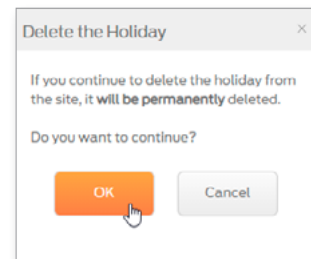 Delete the Holiday ×
If you continue to delete the holiday from
the site, it will be permanently deleted.
Do you want to continue?
OK Cancel